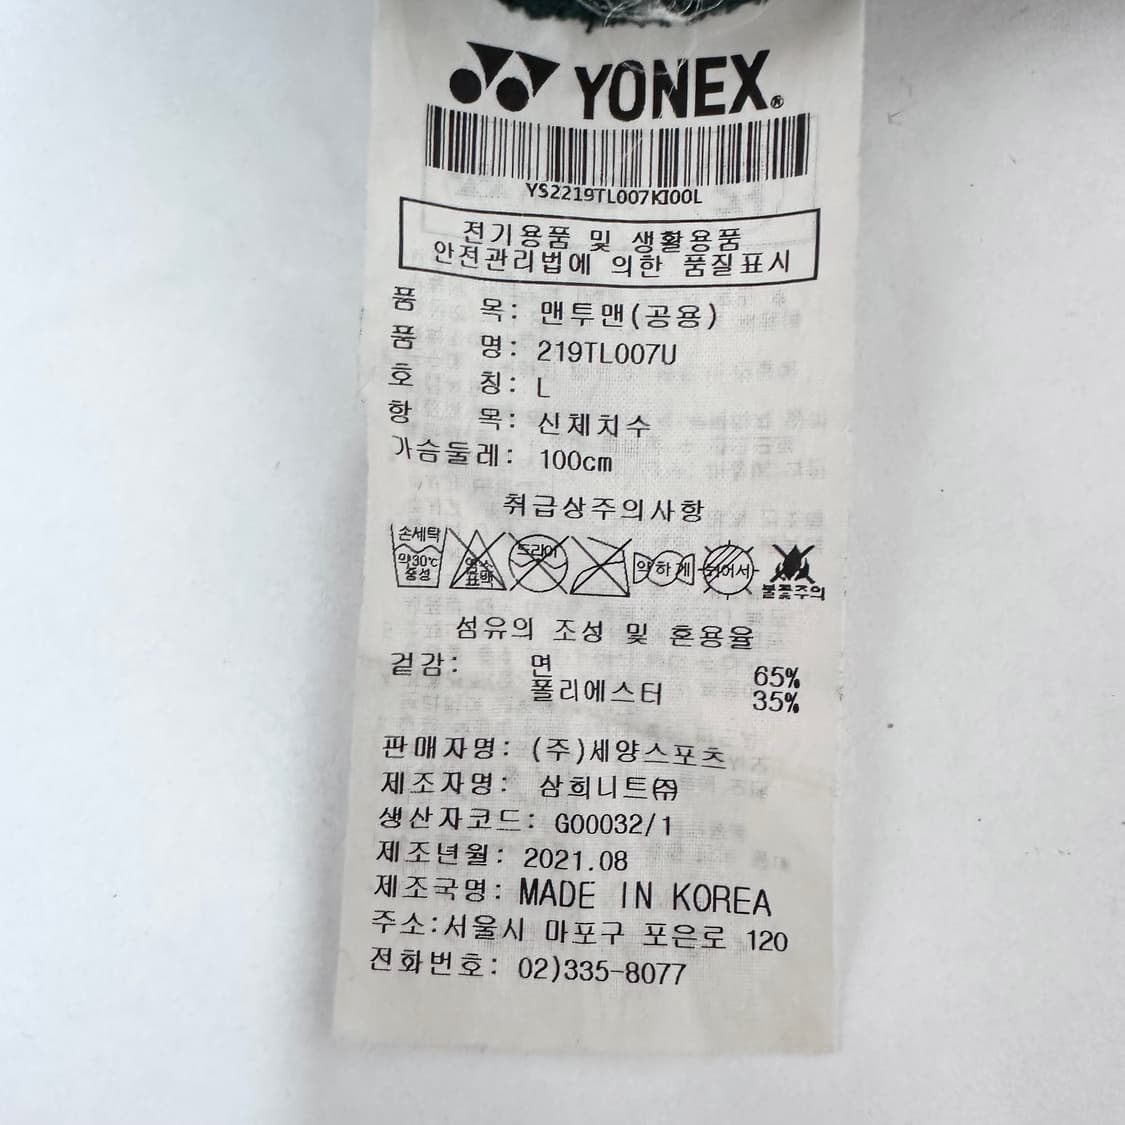 YONEX®
YS2219TL007KI00L
전기용품 및 생활용품
안전관리법에 의한 품질표시
품 목: 맨투맨(공용)
품 명: 219TL007U
호 칭: L
항 목: 신체치수
가슴둘레: 100cm
취급상주의사항
손세탁 약30℃ 중성
염소 표백
드라이
약하게
뉘어서
불꽃주의
섬유의 조성 및 혼용율
겉감: 면 65%
폴리에스터 35%
판매자명: (주)세양스포츠
제조자명: 삼희니트㈜
생산자코드: G00032/1
제조년월: 2021.08
제조국명: MADE IN KOREA
주소:서울시 마포구 포은로 120
전화번호: 02)335-8077